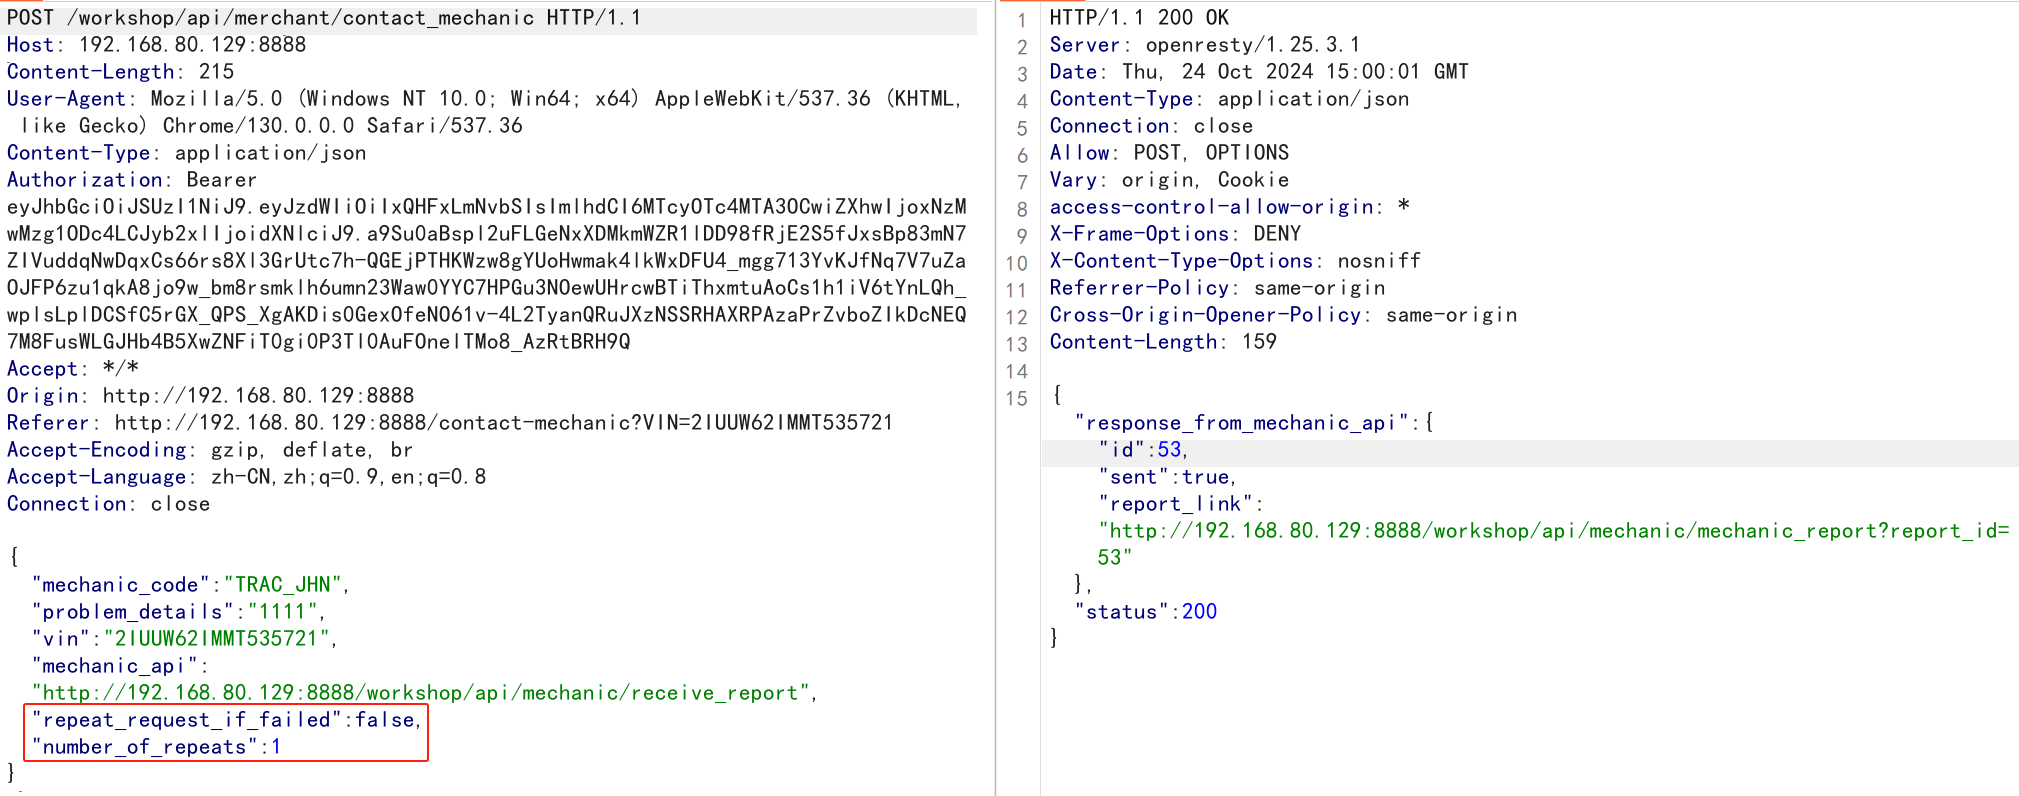 POST /workshop/api/merchant/contact_mechanic HTTP/1.1
Host: 192.168.80.129:8888
Content-Length: 215
User-Agent: Mozilla/5.0 (Windows NT 10.0; Win64; x64) AppleWebKit/537.36 (KHTML,
like Gecko) Chrome/130.0.0.0 Safari/537.36
Content-Type: application/json
Authorization: Bearer
eyJhbGciOiJSUzI1NiJ9.eyJzdWIiOiIxQHFxLmNvbSIsImlhdCI6MTcyOTc4MTA3OCwiZXhwIjoxNzM
wMzg1ODc4LCJyb2xlIjoidXNlciJ9.a9Su0aBspl2uFLGeNxXDMkmWZR1lDD98fRjE2S5fJxsBp83mN7
ZIVuddqNwDqxCs66rs8Xl3GrUtc7h-QGEjPTHKWzw8gYUoHwmak4lkWxDFU4_mgg713YvKJfNq7V7uZa
OJFP6zu1qkA8jo9w_bm8rsmklh6umn23Waw0YYC7HPGu3NOewUHrcwBTiThxmtuAoCs1h1iV6tYnLQh_
wplsLplDCSfC5rGX_QPS_XgAKDisOGexOfeNO61v-4L2TyanQRuJXzNSSRHAXRPAzaPrZvboZIkDcNEQ
7M8FusWLGJHb4B5XwZNFiTOgi0P3Tl0AuFOnelTMo8_AzRtBRH9Q
Accept: */*
Origin: http://192.168.80.129:8888
Referer: http://192.168.80.129:8888/contact-mechanic?VIN=2IUUW62IMMT535721
Accept-Encoding: gzip, deflate, br
Accept-Language: zh-CN,zh;q=0.9,en;q=0.8
Connection: close
{
"mechanic_code":"TRAC_JHN",
"problem_details":"1111",
"vin":"2IUUW62IMMT535721",
"mechanic_api":
"http://192.168.80.129:8888/workshop/api/mechanic/receive_report",
"repeat_request_if_failed":false,
"number_of_repeats":1
}
1 HTTP/1.1 200 OK
2 Server: openresty/1.25.3.1
3 Date: Thu, 24 Oct 2024 15:00:01 GMT
4 Content-Type: application/json
5 Connection: close
6 Allow: POST, OPTIONS
7 Vary: origin, Cookie
8 access-control-allow-origin: *
9 X-Frame-Options: DENY
10 X-Content-Type-Options: nosniff
11 Referrer-Policy: same-origin
12 Cross-Origin-Opener-Policy: same-origin
13 Content-Length: 159
14
15 {
"response_from_mechanic_api":{
"id":53,
"sent":true,
"report_link":
"http://192.168.80.129:8888/workshop/api/mechanic/mechanic_report?report_id=
53"
},
"status":200
}